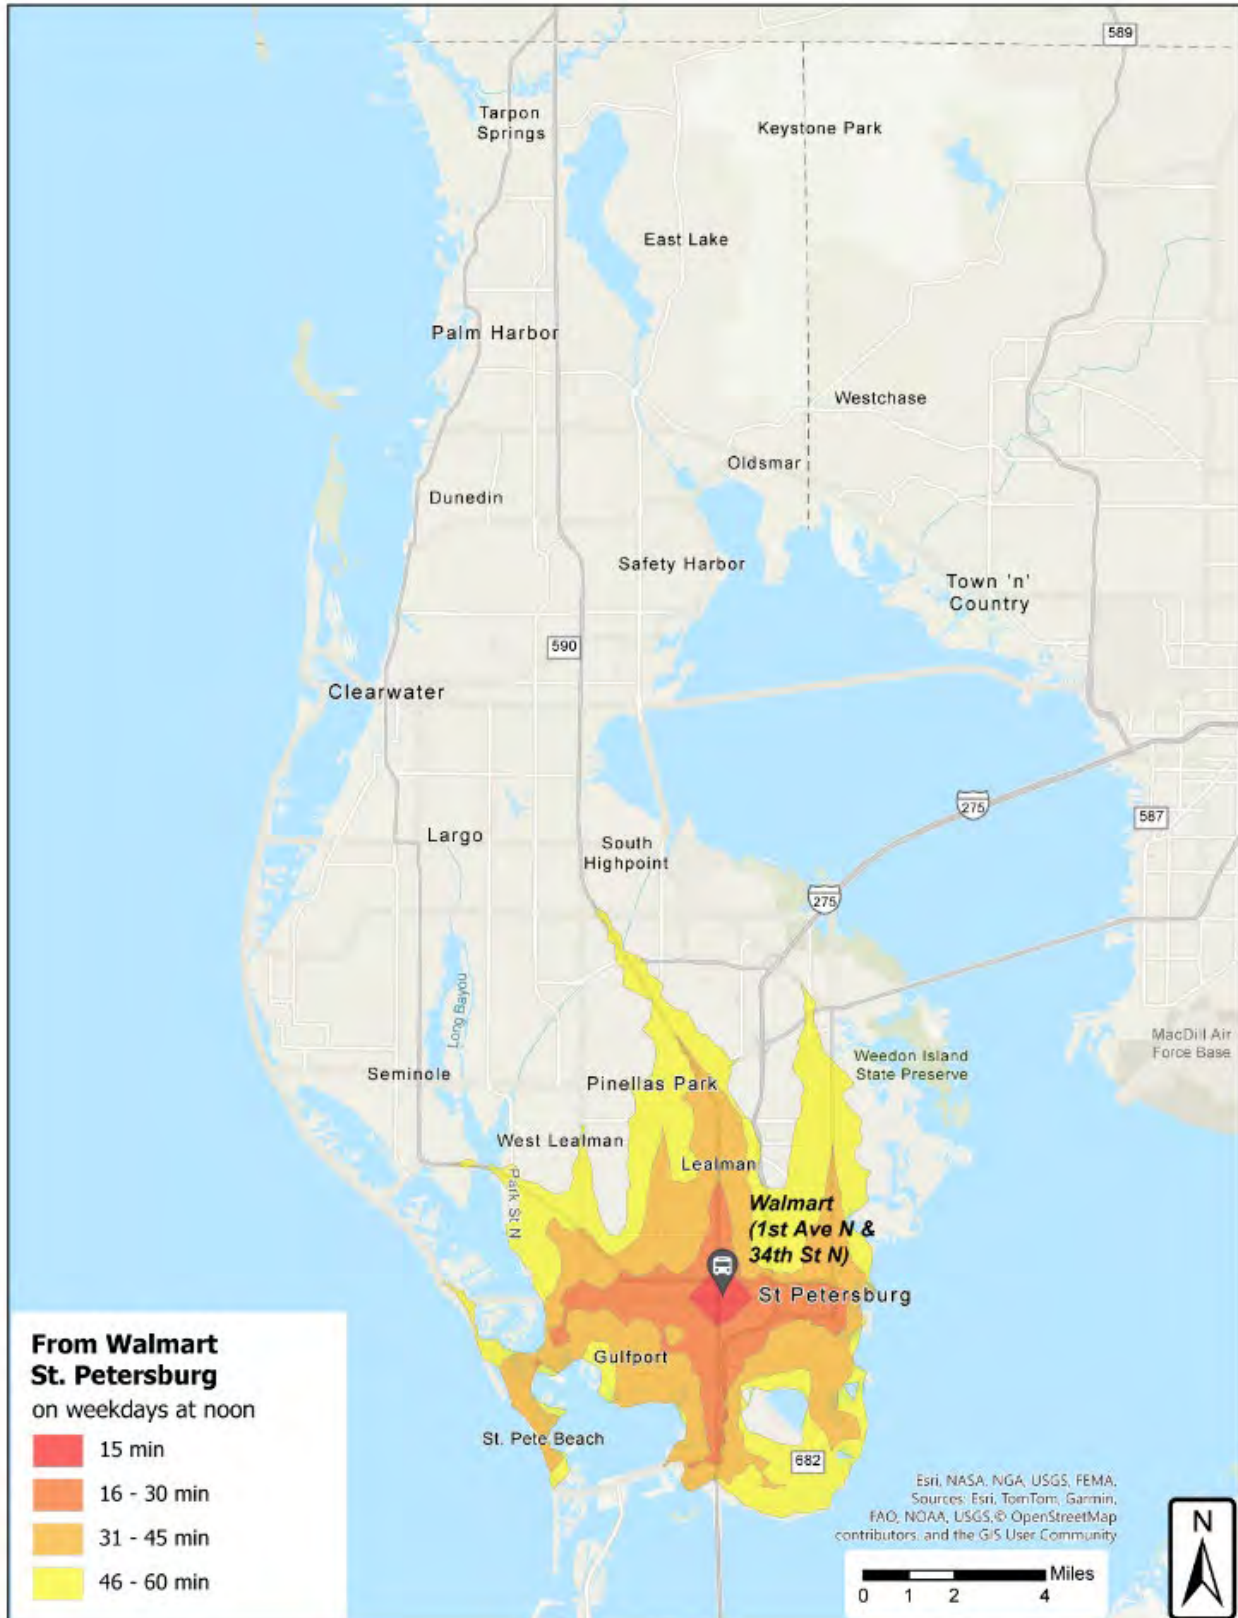 589
Tarpon
Springs
Keystone Park
East Lake
Palm Harbor
Westchase
Oldsmar
Dunedin
Safety Harbor
Town 'n'
Country
590
Clearwater
275
587
Largo
South
Highpoint
275
Long Bayou
MacDill Air
Force Base
Weedon Island
State Preserve
Seminole
Pinellas Park
West Lealman
Lealman
Park St N
Walmart
(1st Ave N &
34th St N)
St Petersburg
Gulfport
St. Pete Beach
682
From Walmart
St. Petersburg
on weekdays at noon
15 min
16 - 30 min
31 - 45 min
46 - 60 min
Esri, NASA, NGA, USGS, FEMA,
Sources: Esri, TomTom, Garmin,
FAO, NOAA, USGS, © OpenStreetMap
contributors, and the GIS User Community
Miles
0 1 2 4
N